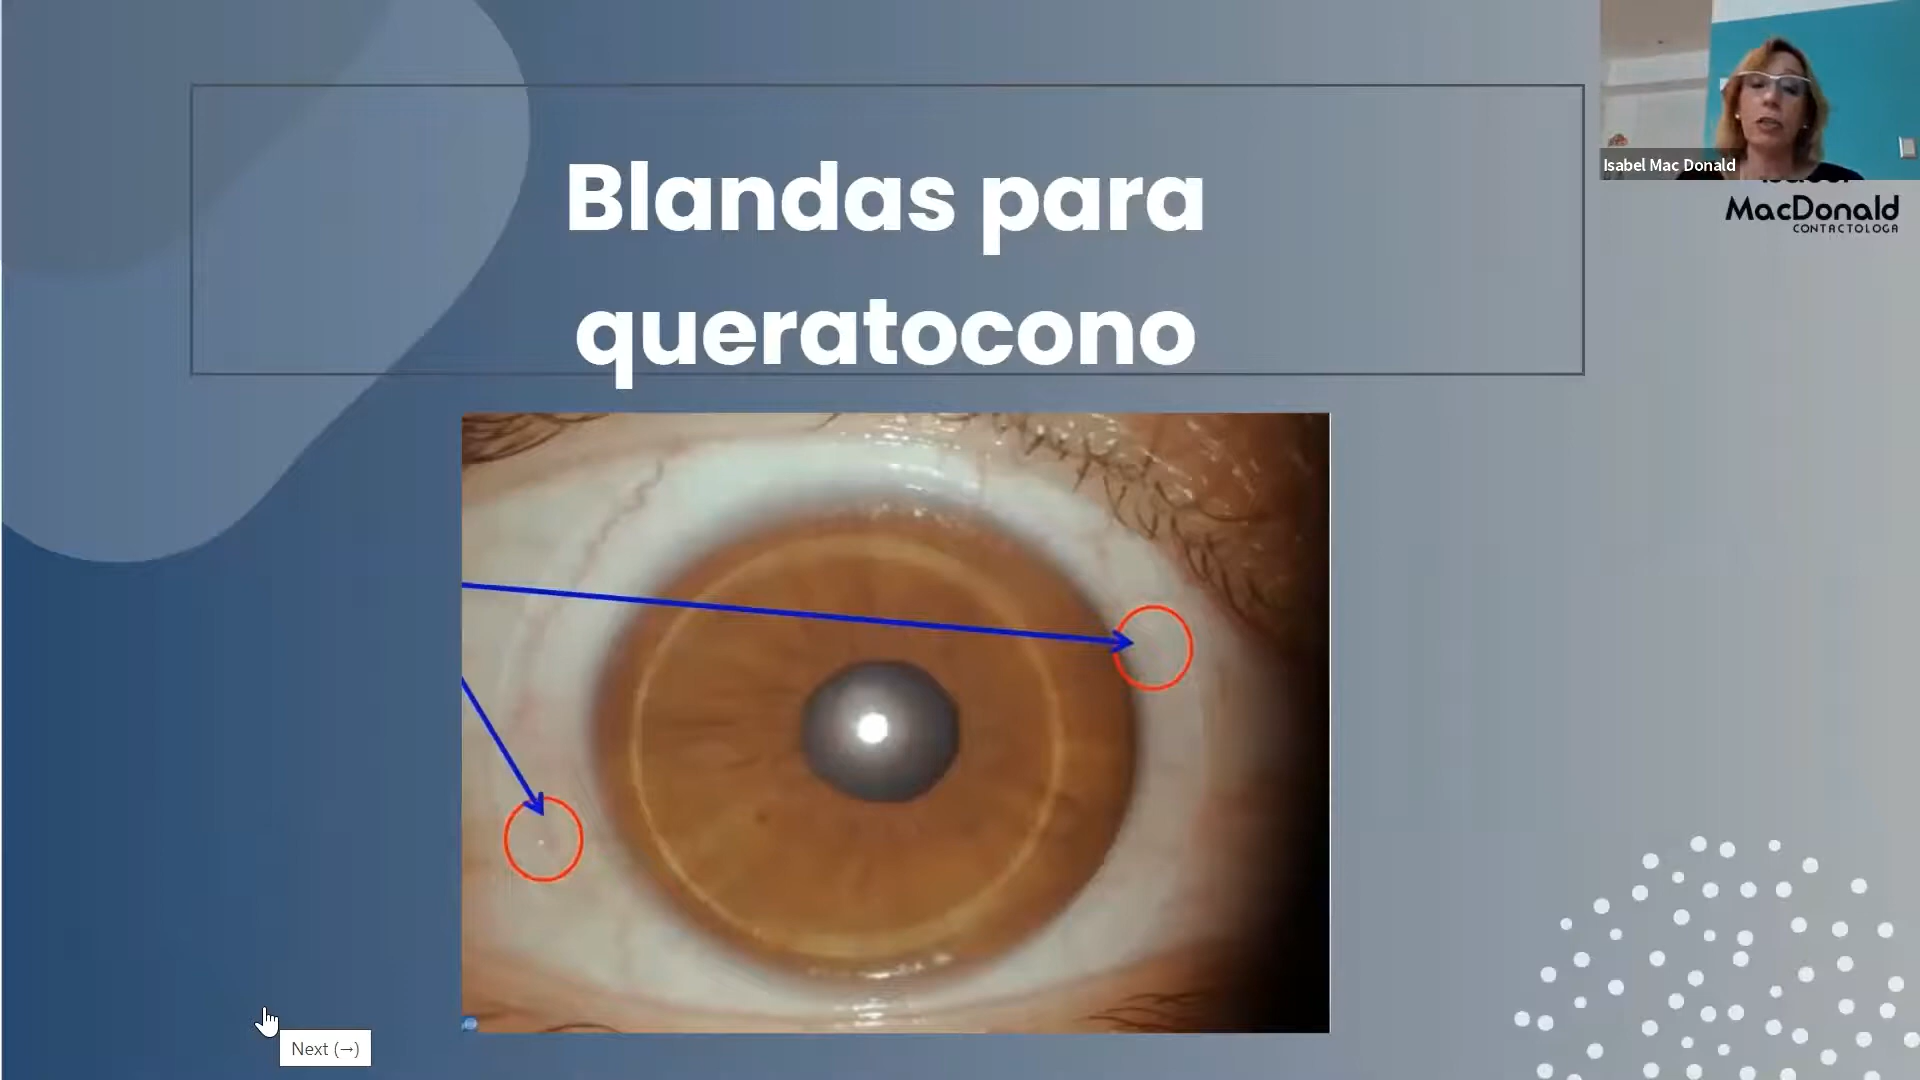 Blandas para
queratocono
Isabel Mac Donald
MacDonald
CONTACTOLOGA
Next (→)